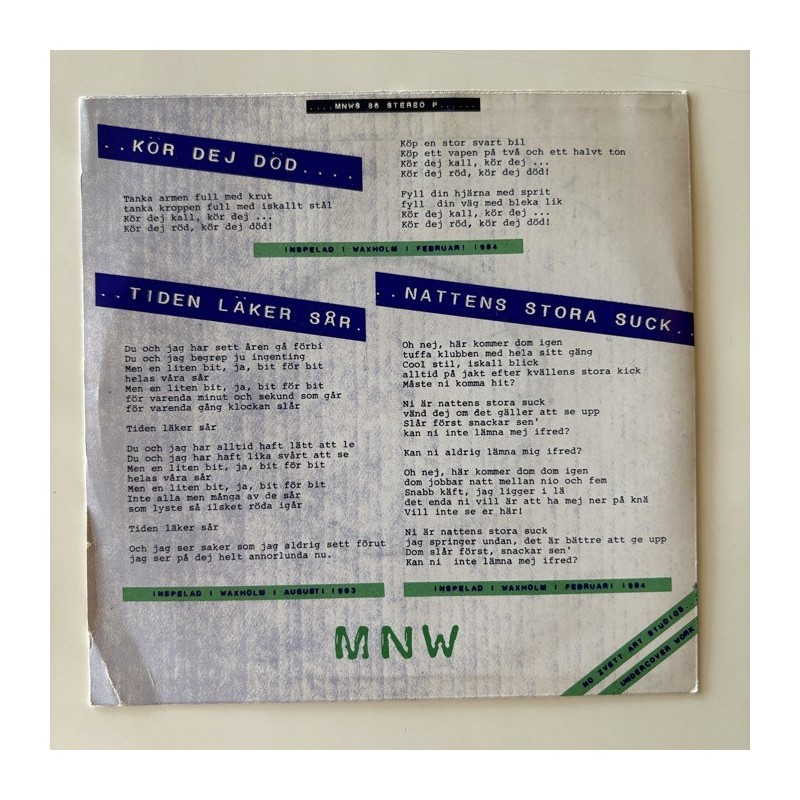 ....MNWS 86 STEREO P......
..KÖR DEJ DÖD....
Tanka armen full med krut
tanka kroppen full med iskallt stål
Kör dej kall, kör dej ...
Kör dej röd, kör dej död!
Köp en stor svart bil
Köp ett vapen på två och ett halvt ton
Kör dej kall, kör dej ...
Kör dej röd, kör dej död!
Fyll din hjärna med sprit
fyll din väg med bleka lik
Kör dej kall, kör dej ...
Kör dej röd, kör dej död!
INSPELAD I WAXHOLM I FEBRUARI 1984
..TIDEN LÄKER SÅR.
Du och jag har sett åren gå förbi
Du och jag begrep ju ingenting
Men en liten bit, ja, bit för bit
helas våra sår
Men en liten bit, ja, bit för bit
för varenda minut och sekund som går
för varenda gång klockan slår
Tiden läker sår
Du och jag har alltid haft lätt att le
Du och jag har haft lika svårt att se
Men en liten bit, ja, bit för bit
helas våra sår
Men en liten bit, ja, bit för bit
Inte alla men många av de sår
som lyste så ilsket röda igår
Tiden läker sår
Och jag ser saker som jag aldrig sett förut
jag ser på dej helt annorlunda nu.
INSPELAD I WAXHOLM I AUGUSTI 1983
..NATTENS STORA SUCK..
Oh nej, här kommer dom igen
tuffa klubben med hela sitt gäng
Cool stil, iskall blick
alltid på jakt efter kvällens stora kick
Måste ni komma hit?
Ni är nattens stora suck
vänd dej om det gäller att se upp
Slår först snackar sen'
kan ni inte lämna mej ifred?
Kan ni aldrig lämna mig ifred?
Oh nej, här kommer dom dom igen
dom jobbar natt mellan nio och fem
Snabb käft, jag ligger i lä
det enda ni vill är att ha mej ner på knä
Vill inte se er här!
Ni är nattens stora suck
jag springer undan, det är bättre att ge upp
Dom slår först, snackar sen'
Kan ni inte lämna mej ifred?
INSPELAD I WAXHOLM I FEBRUARI 1984
MNW
MO ZVETT ART STUDIOS..
..UNDERCOVER WORK